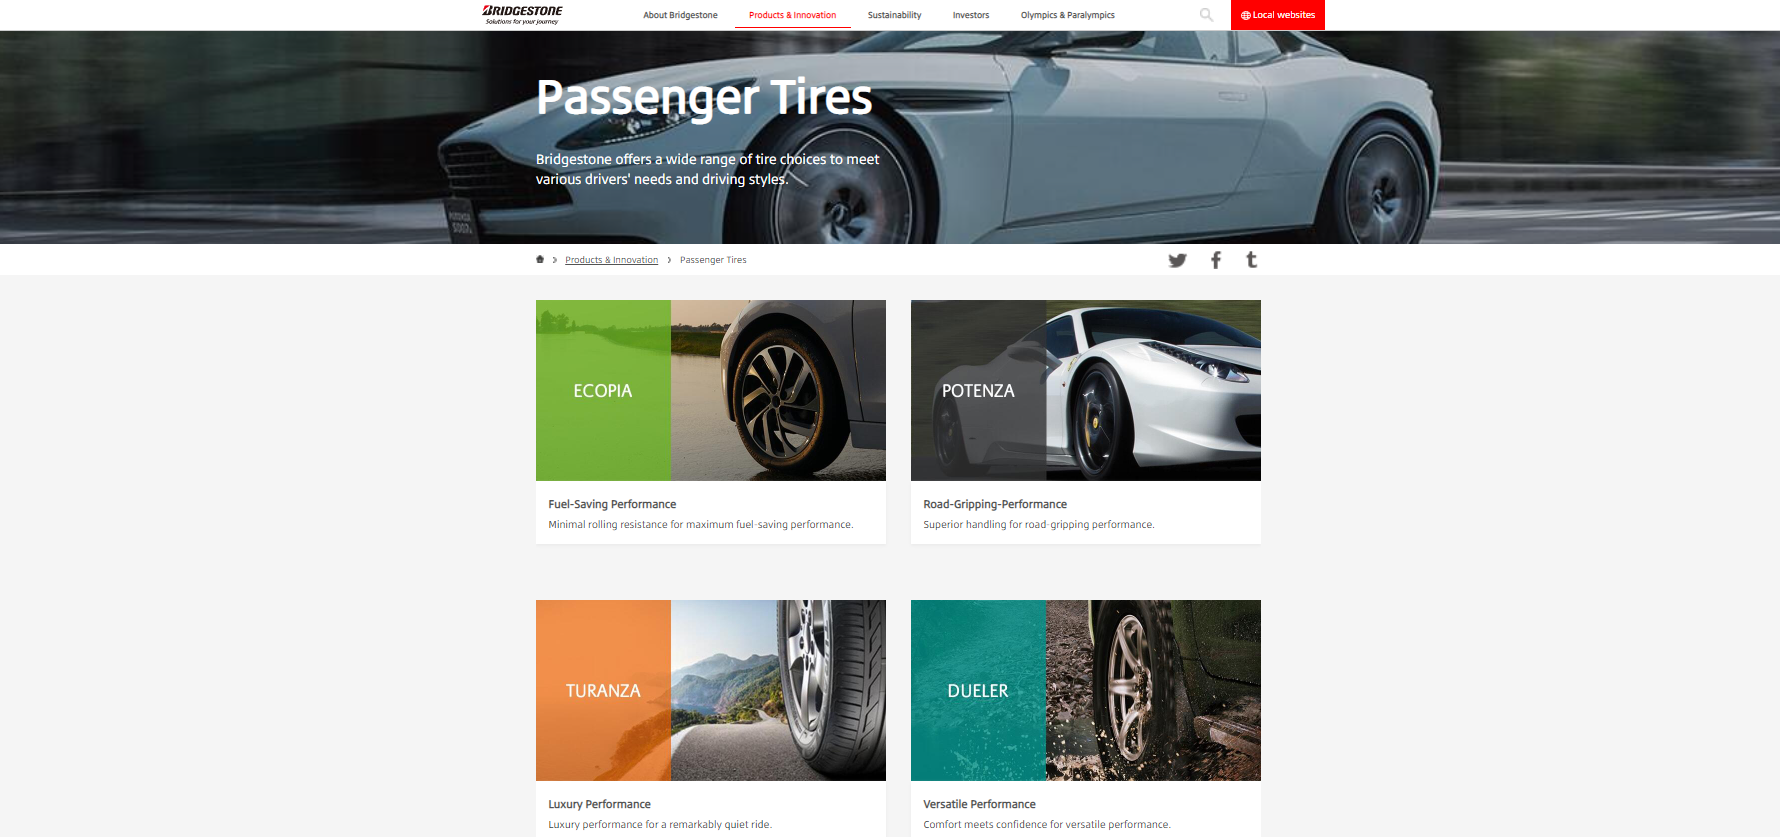 BRIDGESTONE
Solutions for your journey
About Bridgestone
Products & Innovation
Sustainability
Investors
Olympics & Paralympics
Local websites
Passenger Tires
Bridgestone offers a wide range of tire choices to meet
various drivers' needs and driving styles.
Products & Innovation
Passenger Tires
ECOPIA
POTENZA
Fuel-Saving Performance
Minimal rolling resistance for maximum fuel-saving performance.
Road-Gripping-Performance
Superior handling for road-gripping performance.
TURANZA
DUELER
Luxury Performance
Luxury performance for a remarkably quiet ride.
Versatile Performance
Comfort meets confidence for versatile performance.